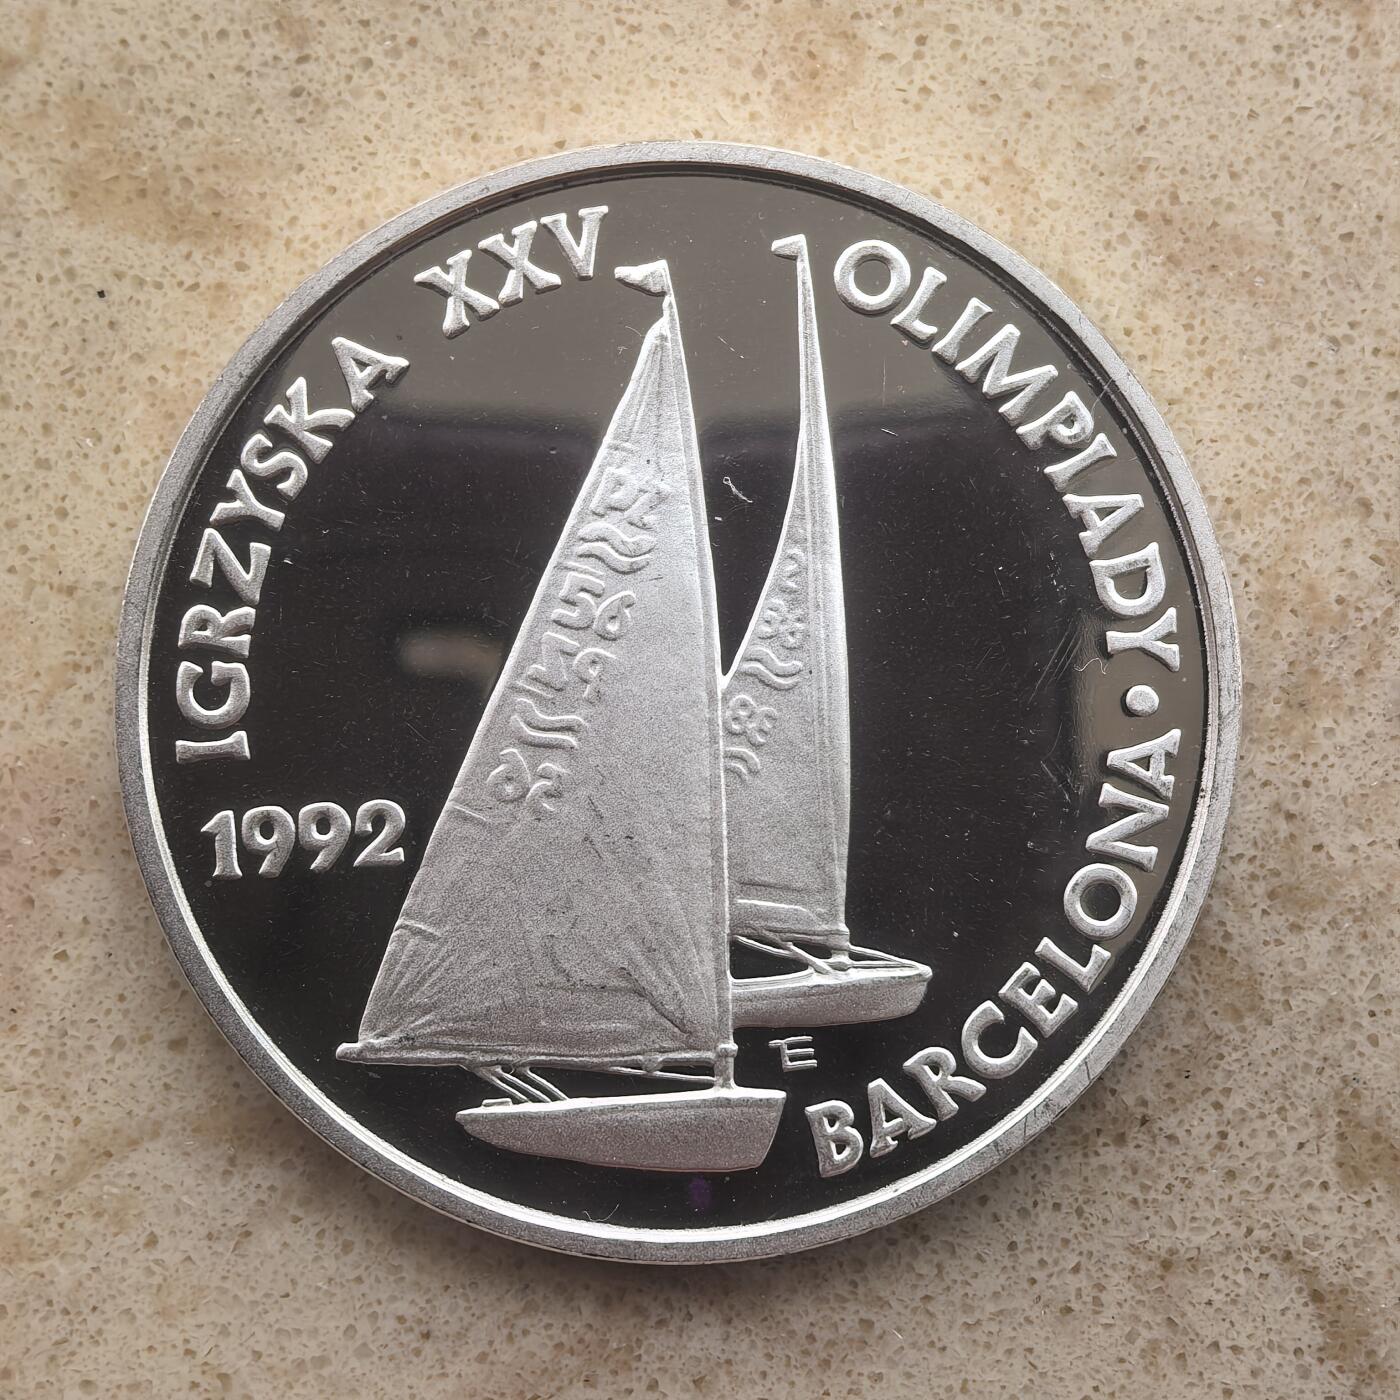 IGRZYSKA XXV OLIMPIADY • BARCELONA
1992